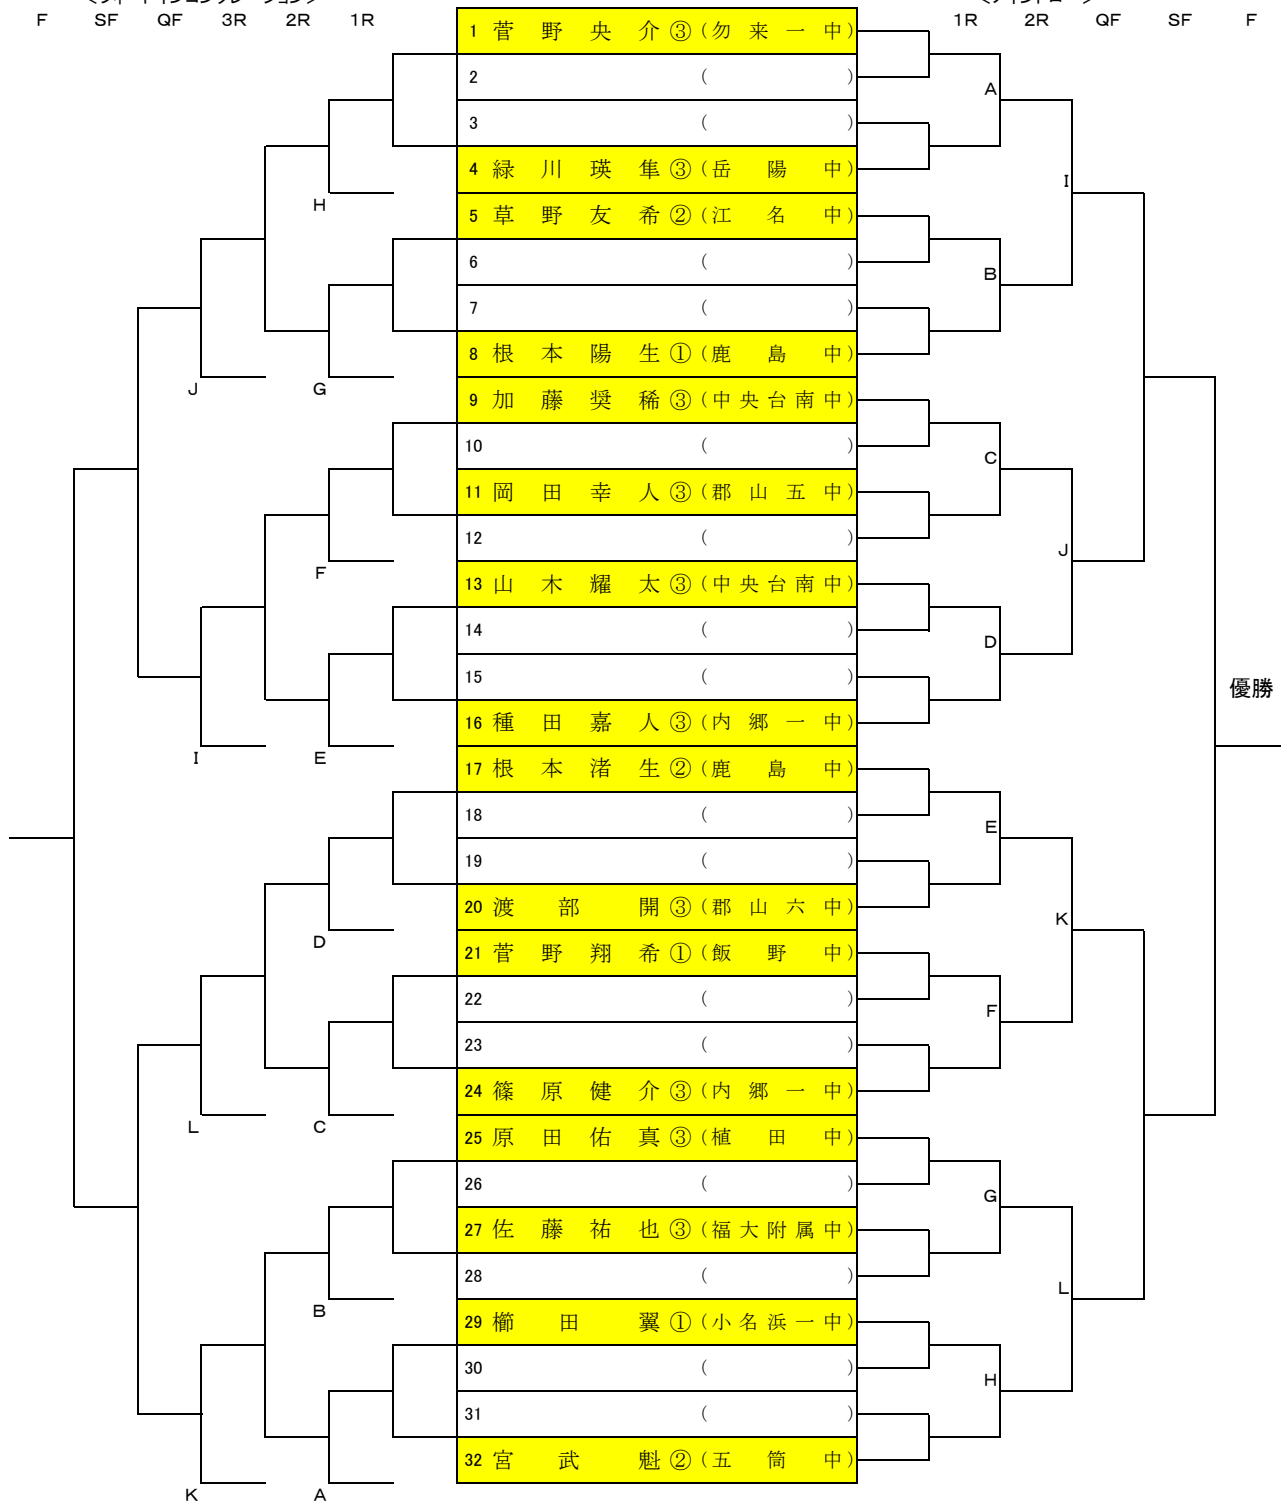 F SF QF 3R 2R 1R
1R 2R QF SF F
1 菅野央介③(勿来一中)
2 ( )
3 ( )
4 緑川瑛隼③(岳陽中)
5 草野友希②(江名中)
6 ( )
7 ( )
8 根本陽生①(鹿島中)
9 加藤奨稀③(中央台南中)
10 ( )
11 岡田幸人③(郡山五中)
12 ( )
13 山木耀太③(中央台南中)
14 ( )
15 ( )
16 種田嘉人③(内郷一中)
17 根本渚生②(鹿島中)
18 ( )
19 ( )
20 渡部開③(郡山六中)
21 菅野翔希①(飯野中)
22 ( )
23 ( )
24 篠原健介③(内郷一中)
25 原田佑真③(植田中)
26 ( )
27 佐藤祐也③(福大附属中)
28 ( )
29 櫛田翼①(小名浜一中)
30 ( )
31 ( )
32 宮武魁②(五筒中)
H
J
G
F
I
E
D
L
C
B
K
A
A
I
B
C
J
D
E
K
F
G
L
H
優勝